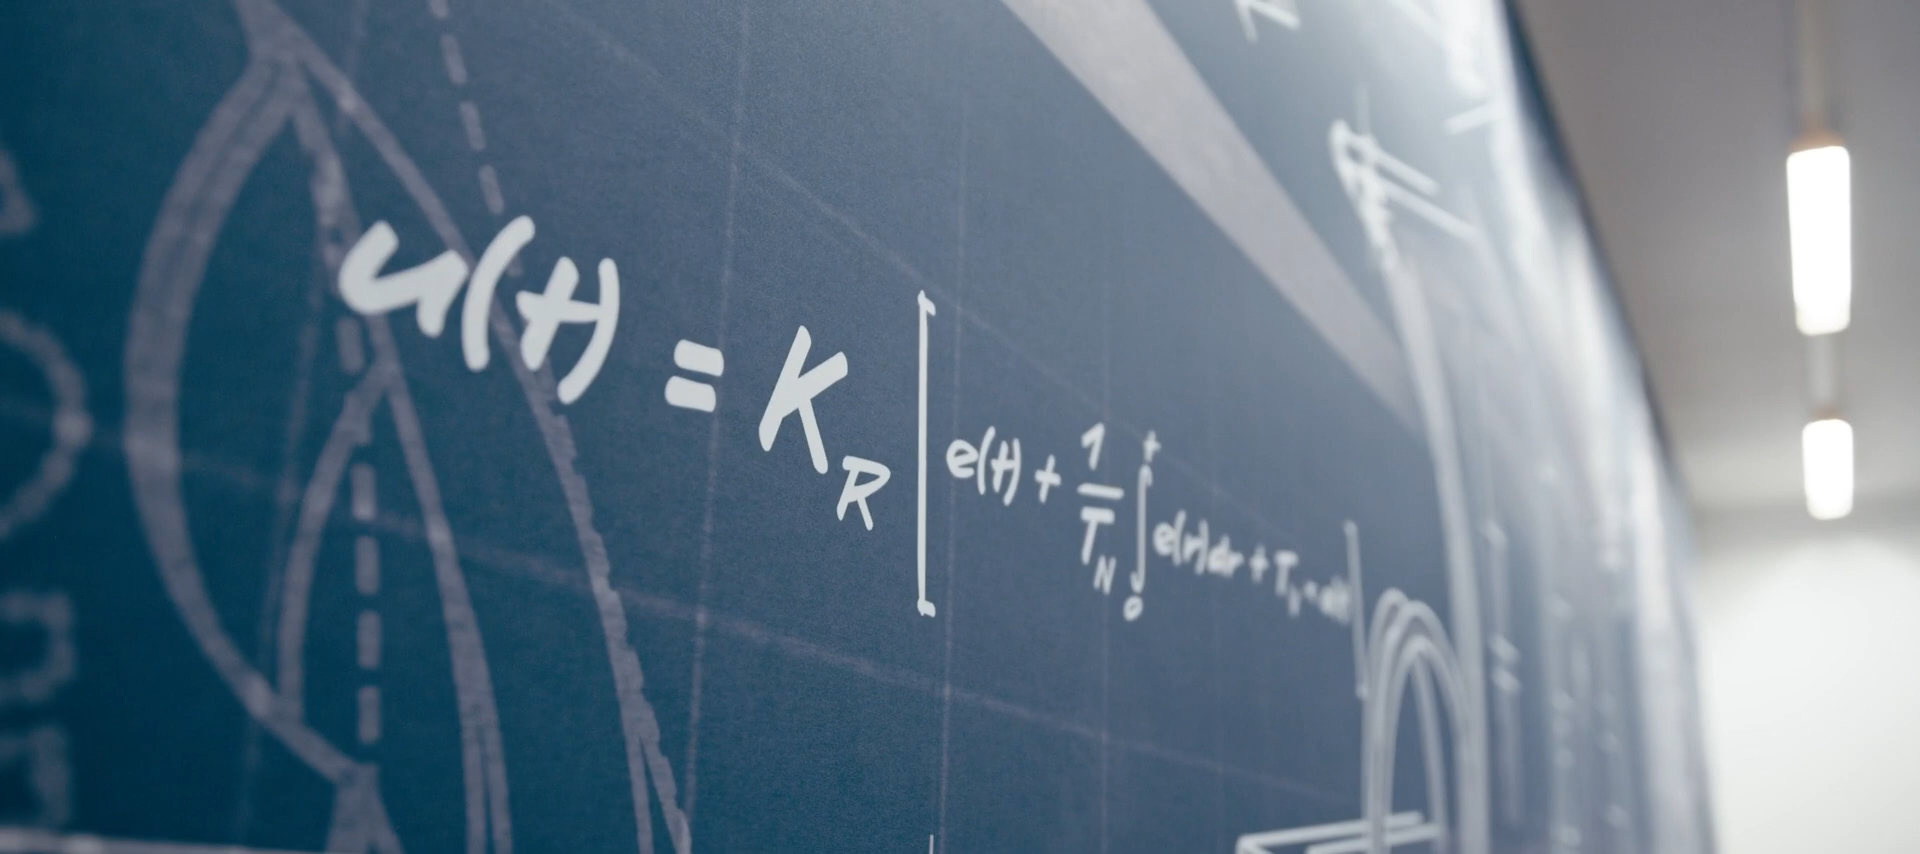 u(t) = K_R [ e(t) + 1/T_N ∫_0^t e(τ)dτ + T